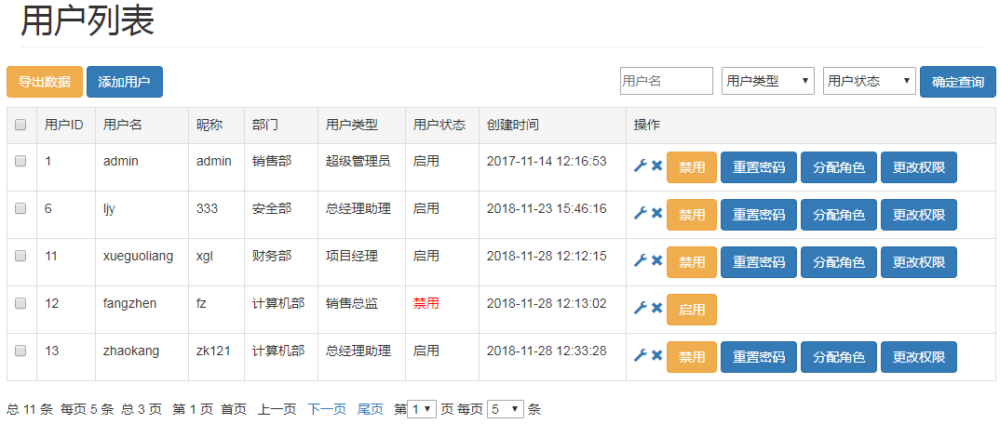 用户列表
导出数据 添加用户 用户名 用户类型 用户状态 确定查询
用户ID 用户名 昵称 部门 用户类型 用户状态 创建时间 操作
1 admin admin 销售部 超级管理员 启用 2017-11-14 12:16:53 禁用 重置密码 分配角色 更改权限
6 ljy 333 安全部 总经理助理 启用 2018-11-23 15:46:16 禁用 重置密码 分配角色 更改权限
11 xueguoliang xgl 财务部 项目经理 启用 2018-11-28 12:12:15 禁用 重置密码 分配角色 更改权限
12 fangzhen fz 计算机部 销售总监 禁用 2018-11-28 12:13:02 启用
13 zhaokang zk121 计算机部 总经理助理 启用 2018-11-28 12:33:28 禁用 重置密码 分配角色 更改权限
总 11 条 每页 5 条 总 3 页 第 1 页 首页 上一页 下一页 尾页 第 1 页 每页 5 条